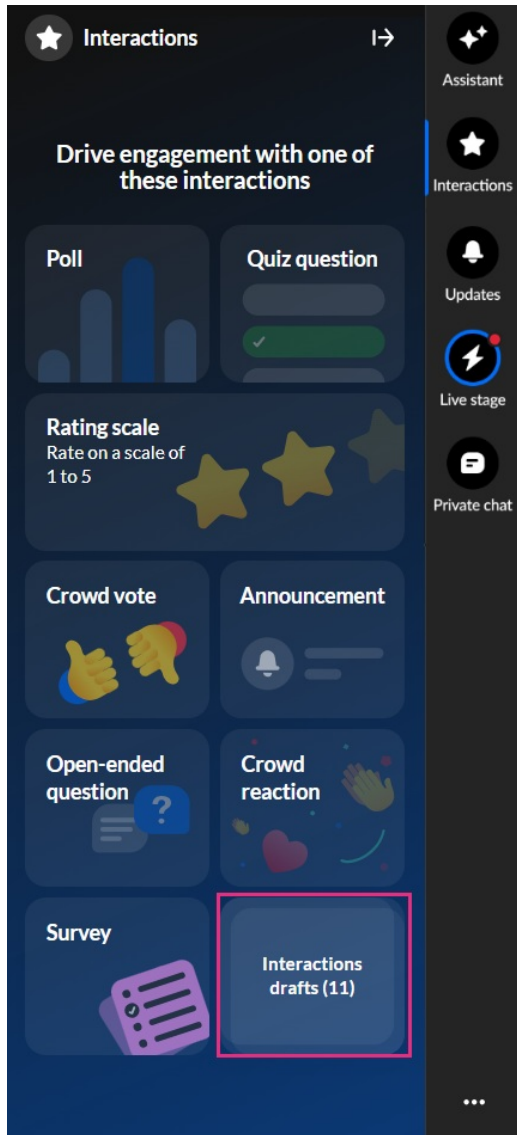 Interactions
Drive engagement with one of
these interactions
Poll
Quiz question
Rating scale
Rate on a scale of
1 to 5
Crowd vote
Announcement
Open-ended
question
?
Crowd
reaction
Survey
Interactions
drafts (11)
Assistant
Interactions
Updates
Live stage
Private chat